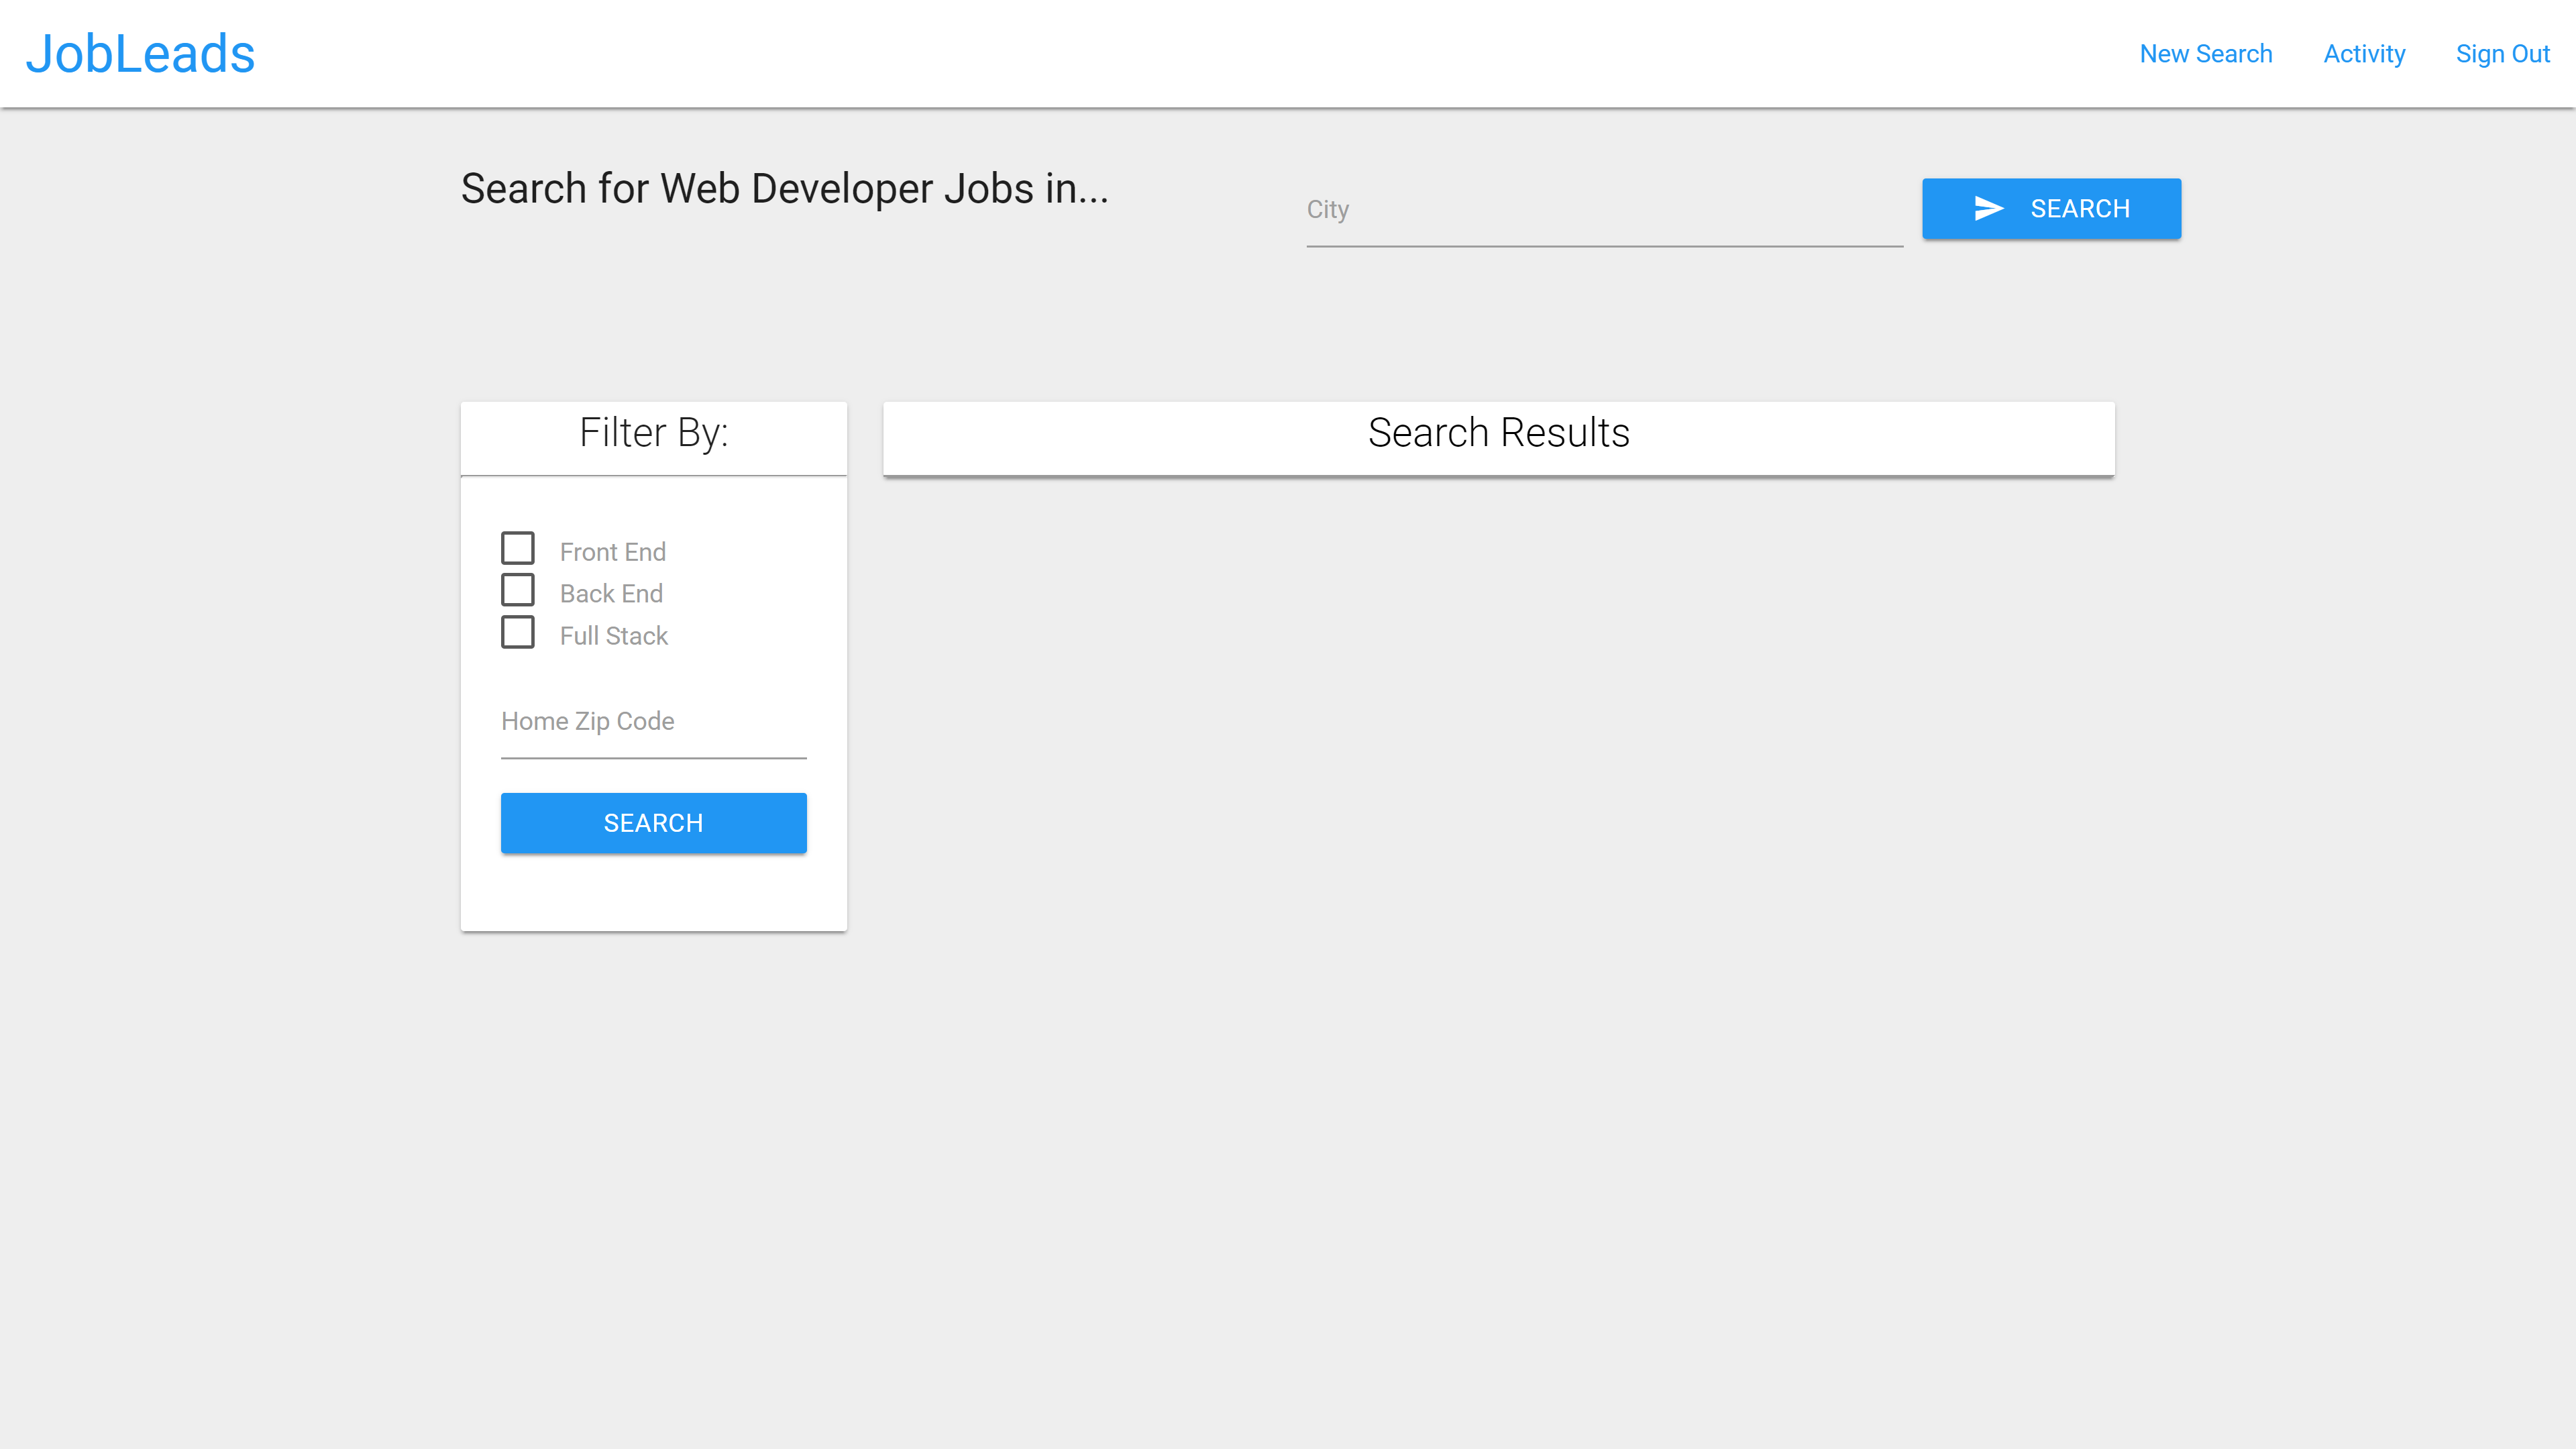 JobLeads
New Search
Activity
Sign Out
Search for Web Developer Jobs in...
City
SEARCH
Filter By:
Search Results
Front End
Back End
Full Stack
Home Zip Code
SEARCH